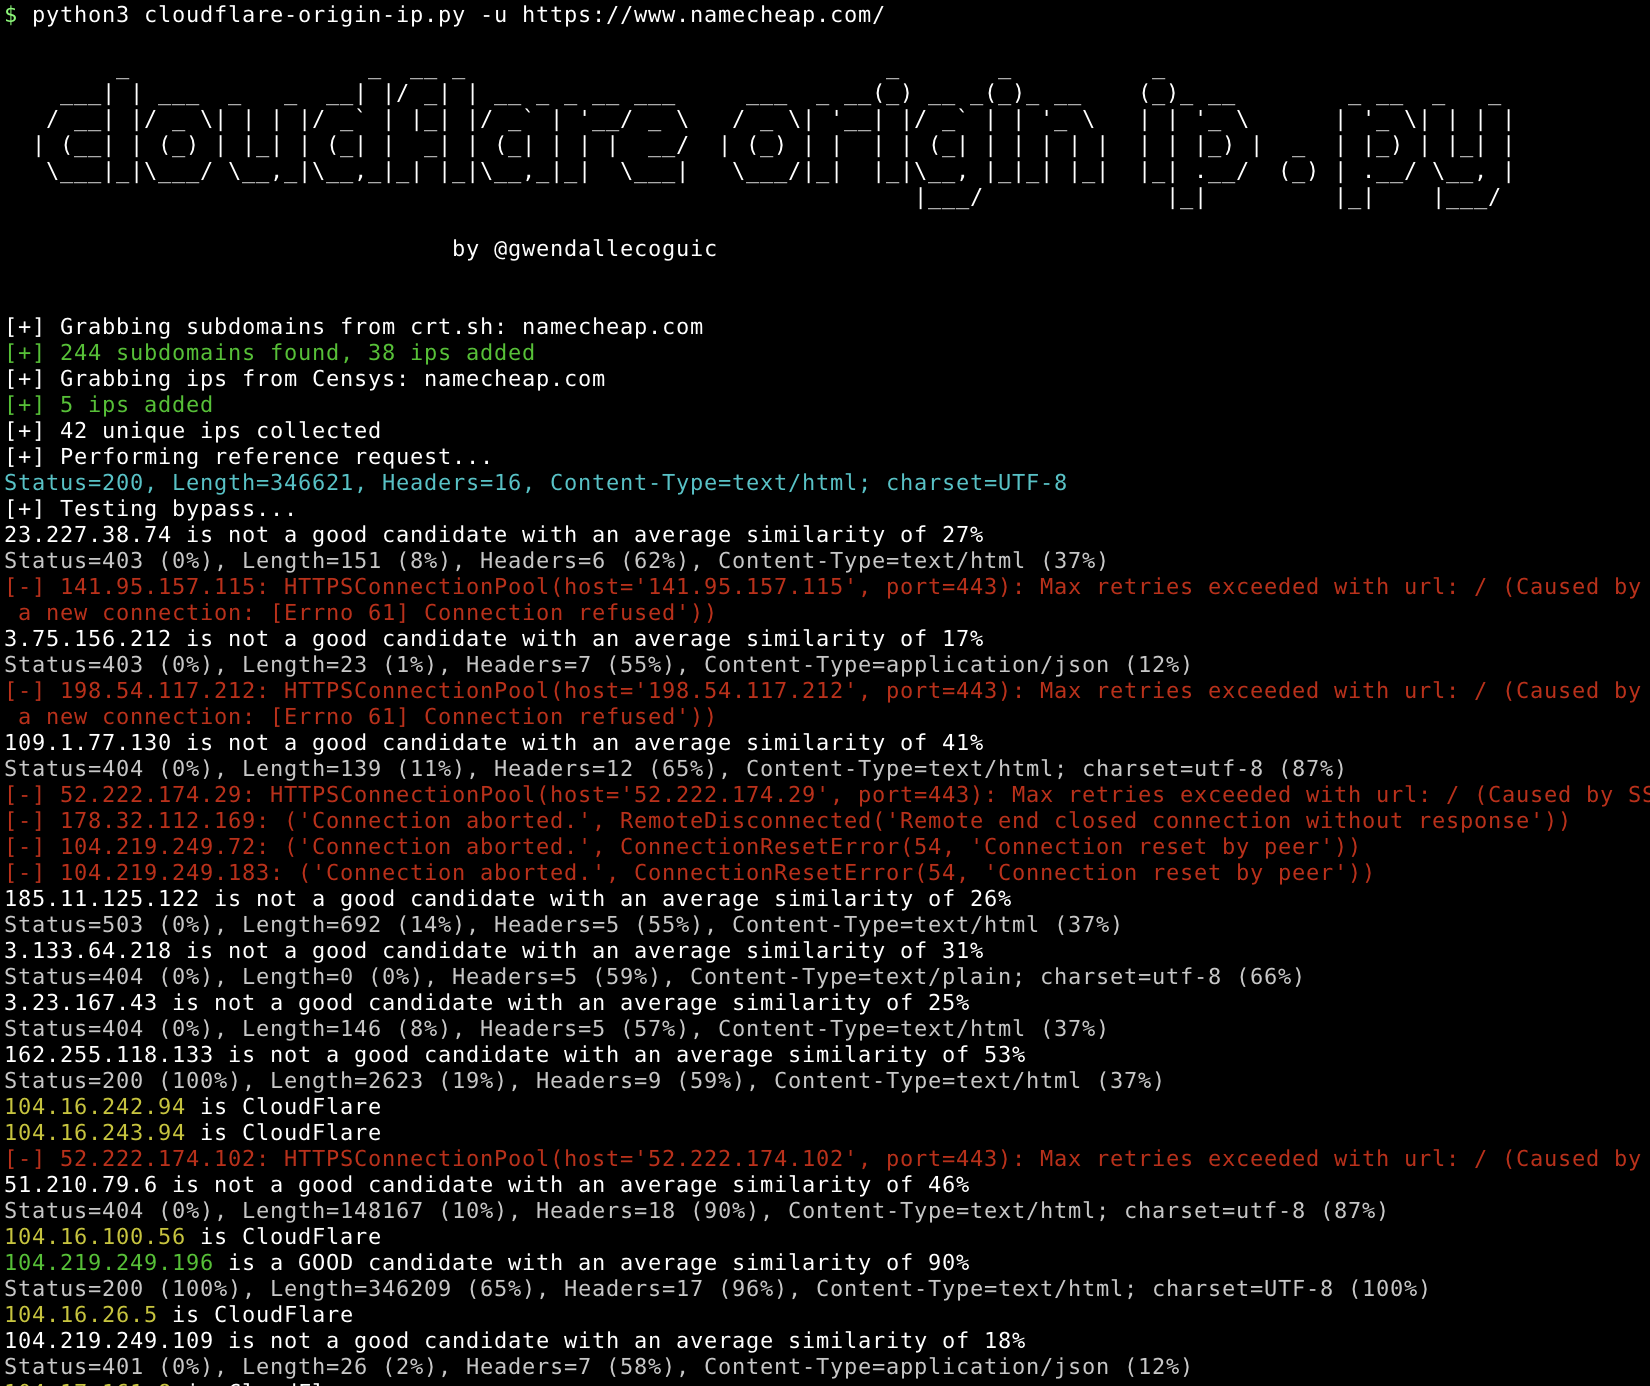 $ python3 cloudflare-origin-ip.py -u https://www.namecheap.com/
cloudflare origin ip . py
by @gwendallecoguic
[+] Grabbing subdomains from crt.sh: namecheap.com
[+] 244 subdomains found, 38 ips added
[+] Grabbing ips from Censys: namecheap.com
[+] 5 ips added
[+] 42 unique ips collected
[+] Performing reference request...
Status=200, Length=346621, Headers=16, Content-Type=text/html; charset=UTF-8
[+] Testing bypass...
23.227.38.74 is not a good candidate with an average similarity of 27%
Status=403 (0%), Length=151 (8%), Headers=6 (62%), Content-Type=text/html (37%)
[-] 141.95.157.115: HTTPSConnectionPool(host='141.95.157.115', port=443): Max retries exceeded with url: / (Caused by
a new connection: [Errno 61] Connection refused'))
3.75.156.212 is not a good candidate with an average similarity of 17%
Status=403 (0%), Length=23 (1%), Headers=7 (55%), Content-Type=application/json (12%)
[-] 198.54.117.212: HTTPSConnectionPool(host='198.54.117.212', port=443): Max retries exceeded with url: / (Caused by
a new connection: [Errno 61] Connection refused'))
109.1.77.130 is not a good candidate with an average similarity of 41%
Status=404 (0%), Length=139 (11%), Headers=12 (65%), Content-Type=text/html; charset=utf-8 (87%)
[-] 52.222.174.29: HTTPSConnectionPool(host='52.222.174.29', port=443): Max retries exceeded with url: / (Caused by SS
[-] 178.32.112.169: ('Connection aborted.', RemoteDisconnected('Remote end closed connection without response'))
[-] 104.219.249.72: ('Connection aborted.', ConnectionResetError(54, 'Connection reset by peer'))
[-] 104.219.249.183: ('Connection aborted.', ConnectionResetError(54, 'Connection reset by peer'))
185.11.125.122 is not a good candidate with an average similarity of 26%
Status=503 (0%), Length=692 (14%), Headers=5 (55%), Content-Type=text/html (37%)
3.133.64.218 is not a good candidate with an average similarity of 31%
Status=404 (0%), Length=0 (0%), Headers=5 (59%), Content-Type=text/plain; charset=utf-8 (66%)
3.23.167.43 is not a good candidate with an average similarity of 25%
Status=404 (0%), Length=146 (8%), Headers=5 (57%), Content-Type=text/html (37%)
162.255.118.133 is not a good candidate with an average similarity of 53%
Status=200 (100%), Length=2623 (19%), Headers=9 (59%), Content-Type=text/html (37%)
104.16.242.94 is CloudFlare
104.16.243.94 is CloudFlare
[-] 52.222.174.102: HTTPSConnectionPool(host='52.222.174.102', port=443): Max retries exceeded with url: / (Caused by
51.210.79.6 is not a good candidate with an average similarity of 46%
Status=404 (0%), Length=148167 (10%), Headers=18 (90%), Content-Type=text/html; charset=utf-8 (87%)
104.16.100.56 is CloudFlare
104.219.249.196 is a GOOD candidate with an average similarity of 90%
Status=200 (100%), Length=346209 (65%), Headers=17 (96%), Content-Type=text/html; charset=UTF-8 (100%)
104.16.26.5 is CloudFlare
104.219.249.109 is not a good candidate with an average similarity of 18%
Status=401 (0%), Length=26 (2%), Headers=7 (58%), Content-Type=application/json (12%)